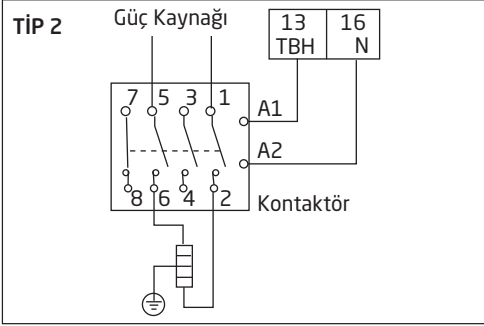 TİP 2
Güç Kaynağı
13 16
TBH N
7 5 3 1
A1
A2
8 6 4 2
Kontaktör